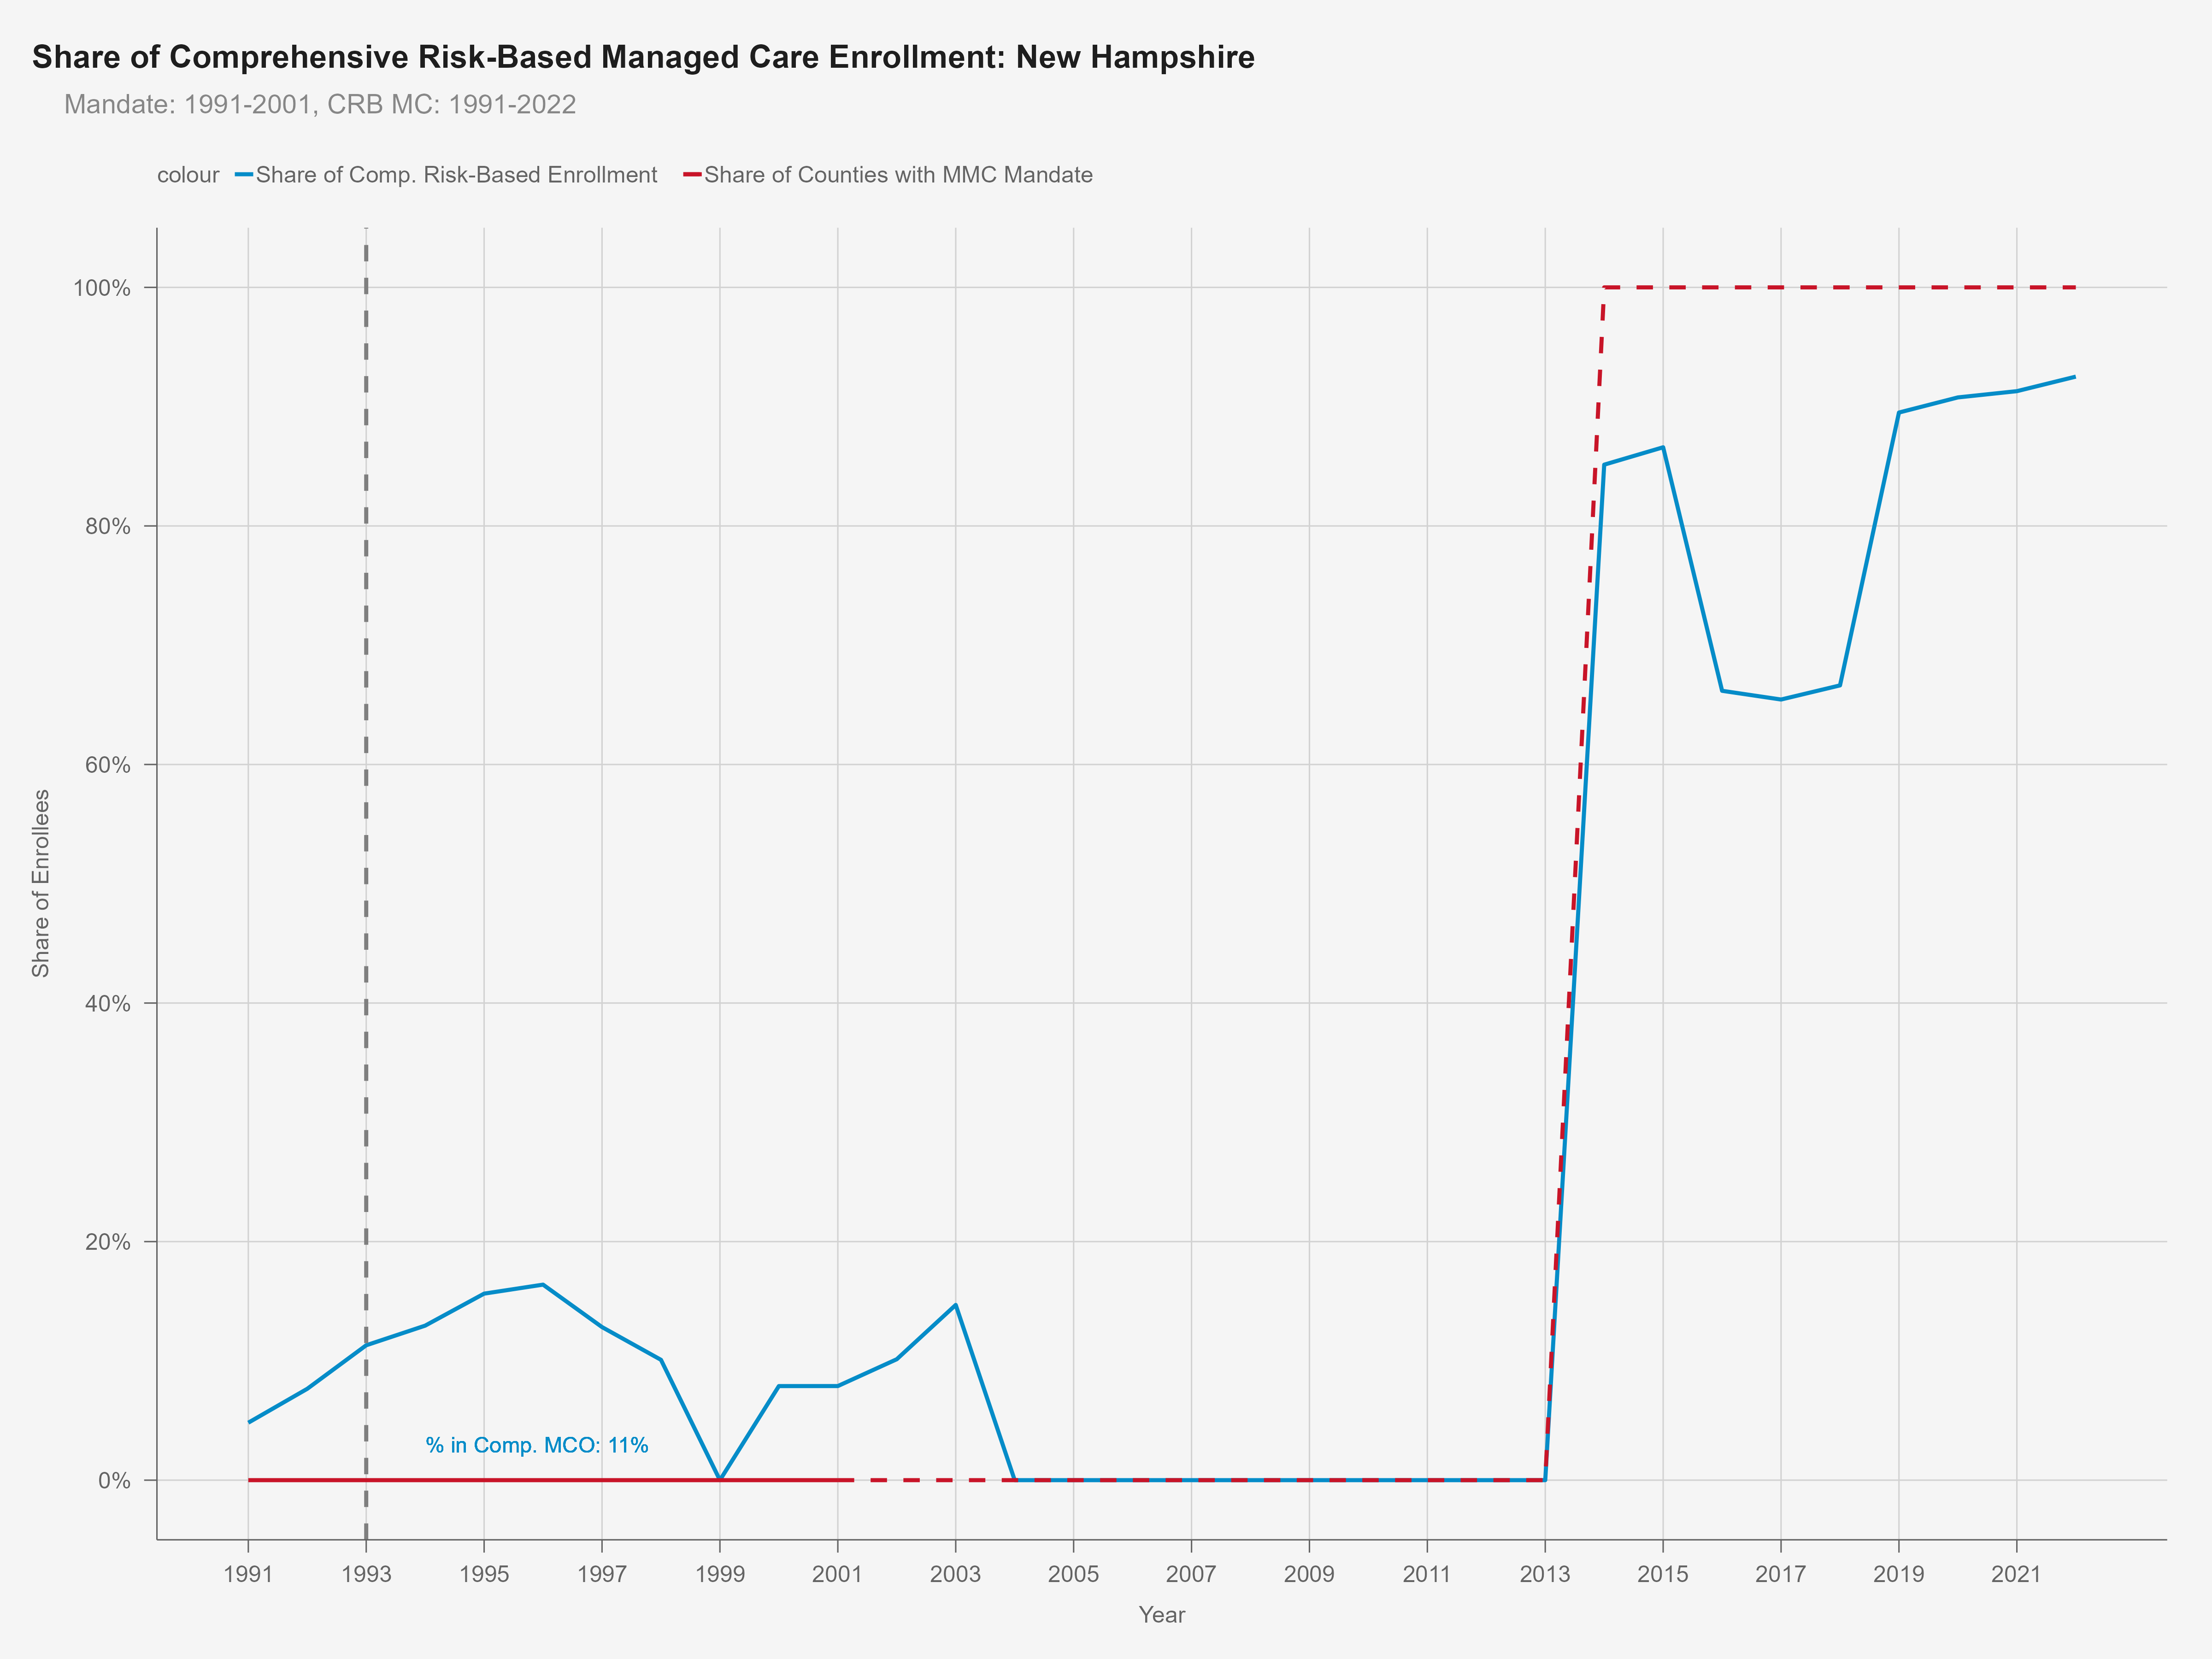 Share of Comprehensive Risk-Based Managed Care Enrollment: New Hampshire
Mandate: 1991-2001, CRB MC: 1991-2022
colour Share of Comp. Risk-Based Enrollment Share of Counties with MMC Mandate
100%
80%
60%
40%
20%
0%
Share of Enrollees
% in Comp. MCO: 11%
1991 1993 1995 1997 1999 2001 2003 2005 2007 2009 2011 2013 2015 2017 2019 2021
Year